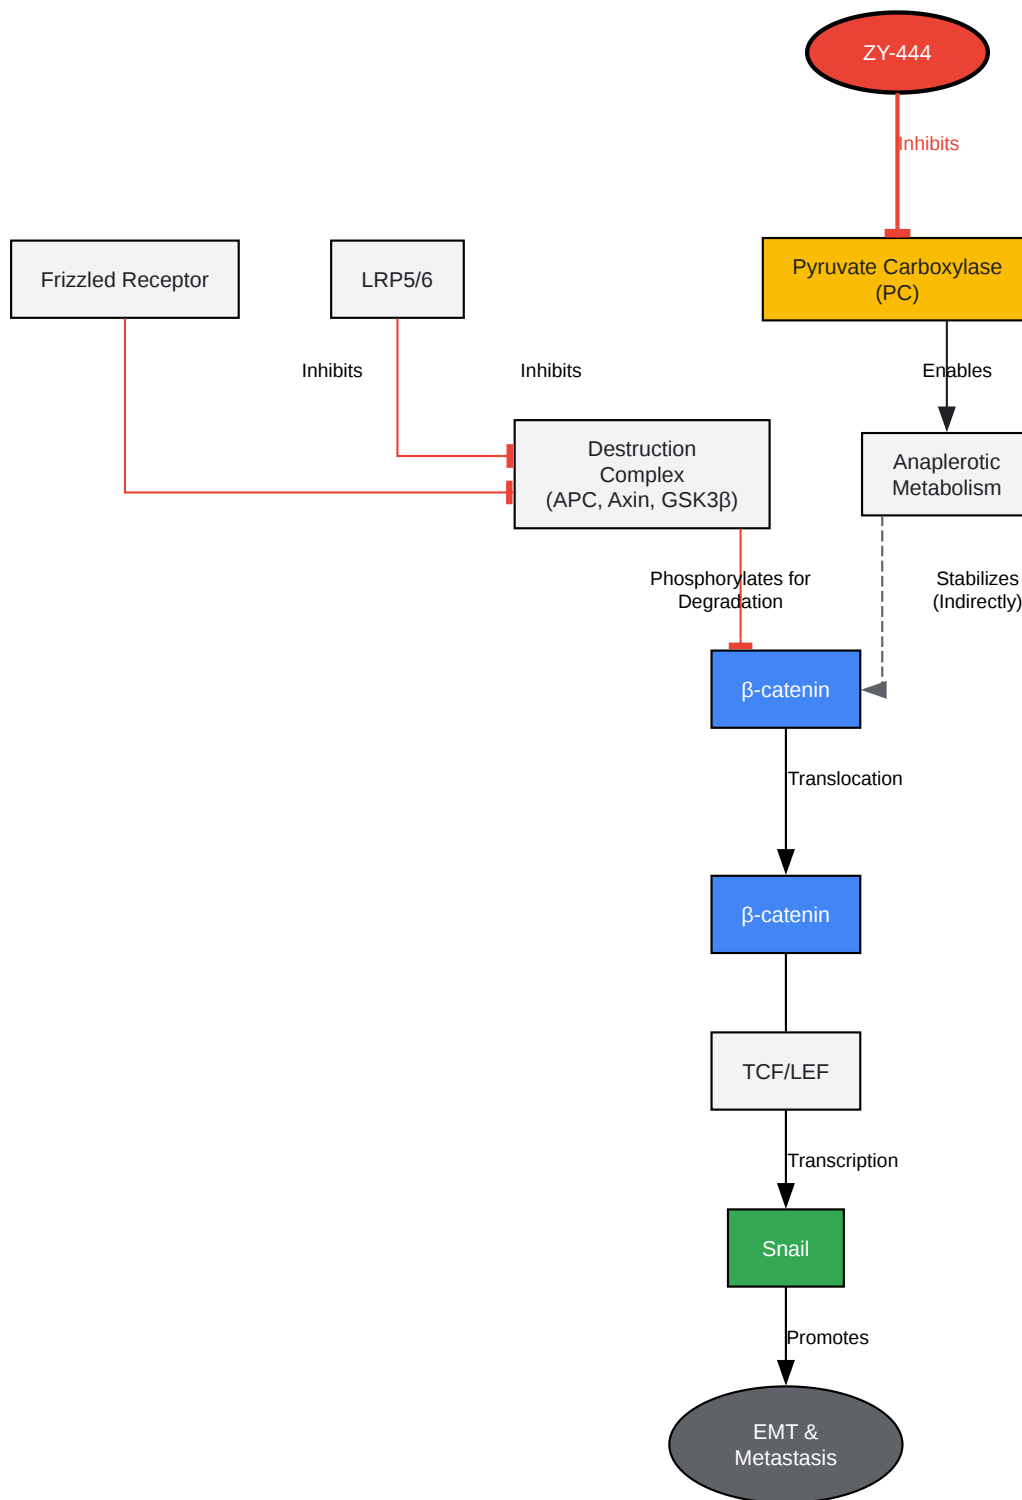 ZY-444
Inhibits
Frizzled Receptor
LRP5/6
Pyruvate Carboxylase
(PC)
Inhibits
Inhibits
Enables
Destruction
Complex
(APC, Axin, GSK3β)
Anaplerotic
Metabolism
Phosphorylates for
Degradation
Stabilizes
(Indirectly)
β-catenin
Translocation
β-catenin
TCF/LEF
Transcription
Snail
Promotes
EMT &
Metastasis